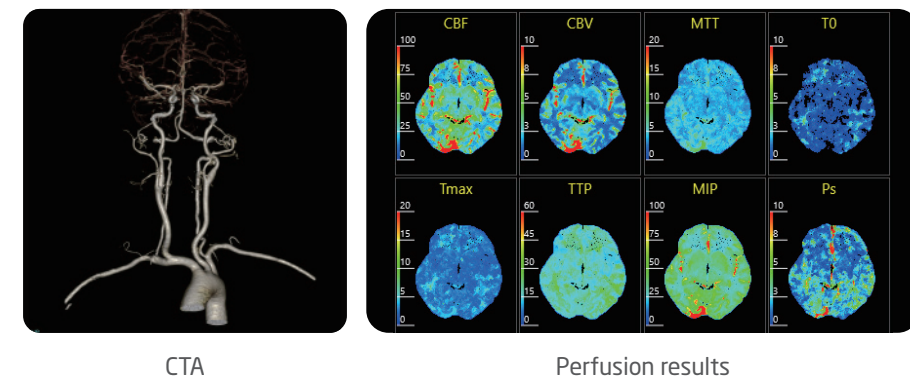 CBF CBV MTT T0
100 10 20 10
75 8 15 8
50 5 10 5
25 3 5 3
0 0 0 0
Tmax TTP MIP Ps
20 60 100 10
15 45 75 8
10 30 50 5
5 15 25 3
0 0 0 0
CTA Perfusion results